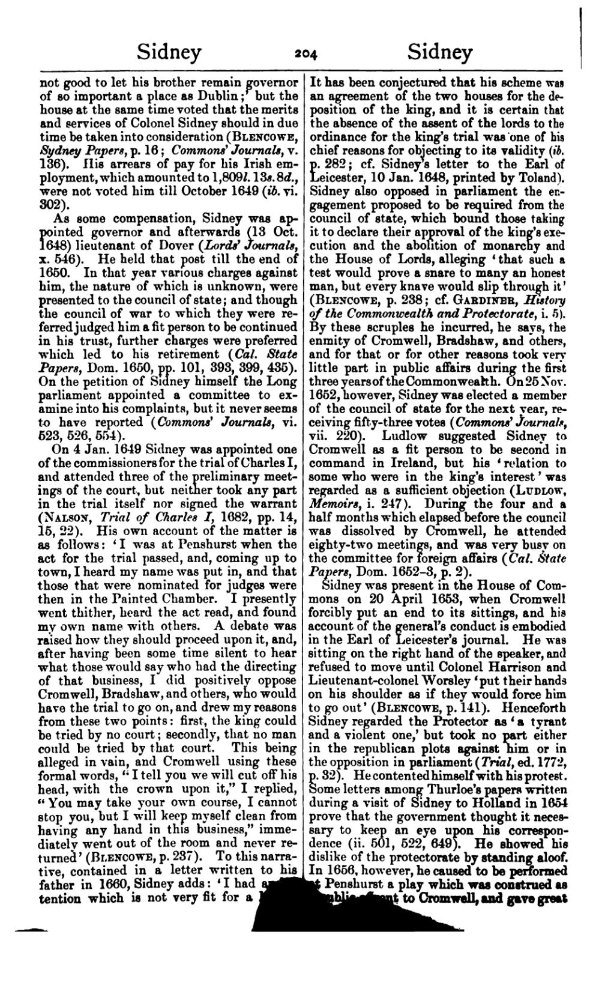 Sidney 204 Sidney
not good to let his brother remain governor
of so important a place as Dublin;' but the
house at the same time voted that the merits
and services of Colonel Sidney should in due
time be taken into consideration (BLENCOWE,
Sydney Papers, p. 16; Commons' Journals, v.
136). His arrears of pay for his Irish em-
ployment, which amounted to 1,809l. 13s. 8d.,
were not voted him till October 1649 (ib. vi.
302).
As some compensation, Sidney was ap-
pointed governor and afterwards (13 Oct.
1648) lieutenant of Dover (Lords' Journals,
x. 546). He held that post till the end of
1650. In that year various charges against
him, the nature of which is unknown, were
presented to the council of state; and though
the council of war to which they were re-
ferred judged him a fit person to be continued
in his trust, further charges were preferred
which led to his retirement (Cal. State
Papers, Dom. 1650, pp. 101, 393, 399, 435).
On the petition of Sidney himself the Long
parliament appointed a committee to ex-
amine into his complaints, but it never seems
to have reported (Commons' Journals, vi.
523, 526, 554).
On 4 Jan. 1649 Sidney was appointed one
of the commissioners for the trial of Charles I,
and attended three of the preliminary meet-
ings of the court, but neither took any part
in the trial itself nor signed the warrant
(NALSON, Trial of Charles I, 1682, pp. 14,
15, 22). His own account of the matter is
as follows: 'I was at Penshurst when the
act for the trial passed, and, coming up to
town, I heard my name was put in, and that
those that were nominated for judges were
then in the Painted Chamber. I presently
went thither, heard the act read, and found
my own name with others. A debate was
raised how they should proceed upon it, and,
after having been some time silent to hear
what those would say who had the directing
of that business, I did positively oppose
Cromwell, Bradshaw, and others, who would
have the trial to go on, and drew my reasons
from these two points: first, the king could
be tried by no court; secondly, that no man
could be tried by that court. This being
alleged in vain, and Cromwell using these
formal words, "I tell you we will cut off his
head, with the crown upon it," I replied,
"You may take your own course, I cannot
stop you, but I will keep myself clean from
having any hand in this business," imme-
diately went out of the room and never re-
turned' (BLENCOWE, p. 237). To this narra-
tive, contained in a letter written to his
father in 1660, Sidney adds: 'I had
tention which is not very fit for a
It has been conjectured that his scheme was
an agreement of the two houses for the de-
position of the king, and it is certain that
the absence of the assent of the lords to the
ordinance for the king's trial was one of his
chief reasons for objecting to its validity (ib.
p. 282; cf. Sidney's letter to the Earl of
Leicester, 10 Jan. 1648, printed by Toland).
Sidney also opposed in parliament the en-
gagement proposed to be required from the
council of state, which bound those taking
it to declare their approval of the king's exe-
cution and the abolition of monarchy and
the House of Lords, alleging 'that such a
test would prove a snare to many an honest
man, but every knave would slip through it'
(BLENCOWE, p. 238; cf. GARDINER, History
of the Commonwealth and Protectorate, i. 5).
By these scruples he incurred, he says, the
enmity of Cromwell, Bradshaw, and others,
and for that or for other reasons took very
little part in public affairs during the first
three years of the Commonwealth. On 25 Nov.
1652, however, Sidney was elected a member
of the council of state for the next year, re-
ceiving fifty-three votes (Commons' Journals,
vii. 220). Ludlow suggested Sidney to
Cromwell as a fit person to be second in
command in Ireland, but his 'relation to
some who were in the king's interest' was
regarded as a sufficient objection (LUDLOW,
Memoirs, i. 247). During the four and a
half months which elapsed before the council
was dissolved by Cromwell, he attended
eighty-two meetings, and was very busy on
the committee for foreign affairs (Cal. State
Papers, Dom. 1652-3, p. 2).
Sidney was present in the House of Com-
mons on 20 April 1653, when Cromwell
forcibly put an end to its sittings, and his
account of the general's conduct is embodied
in the Earl of Leicester's journal. He was
sitting on the right hand of the speaker, and
refused to move until Colonel Harrison and
Lieutenant-colonel Worsley 'put their hands
on his shoulder as if they would force him
to go out' (BLENCOWE, p. 141). Henceforth
Sidney regarded the Protector as 'a tyrant
and a violent one,' but took no part either
in the republican plots against him or in
the opposition in parliament (Trial, ed. 1772,
p. 32). He contented himself with his protest.
Some letters among Thurloe's papers written
during a visit of Sidney to Holland in 1654
prove that the government thought it neces-
sary to keep an eye upon his correspon-
dence (ii. 501, 522, 649). He showed his
dislike of the protectorate by standing aloof.
In 1656, however, he caused to be performed
Penshurst a play which was construed as
to Cromwell, and gave great